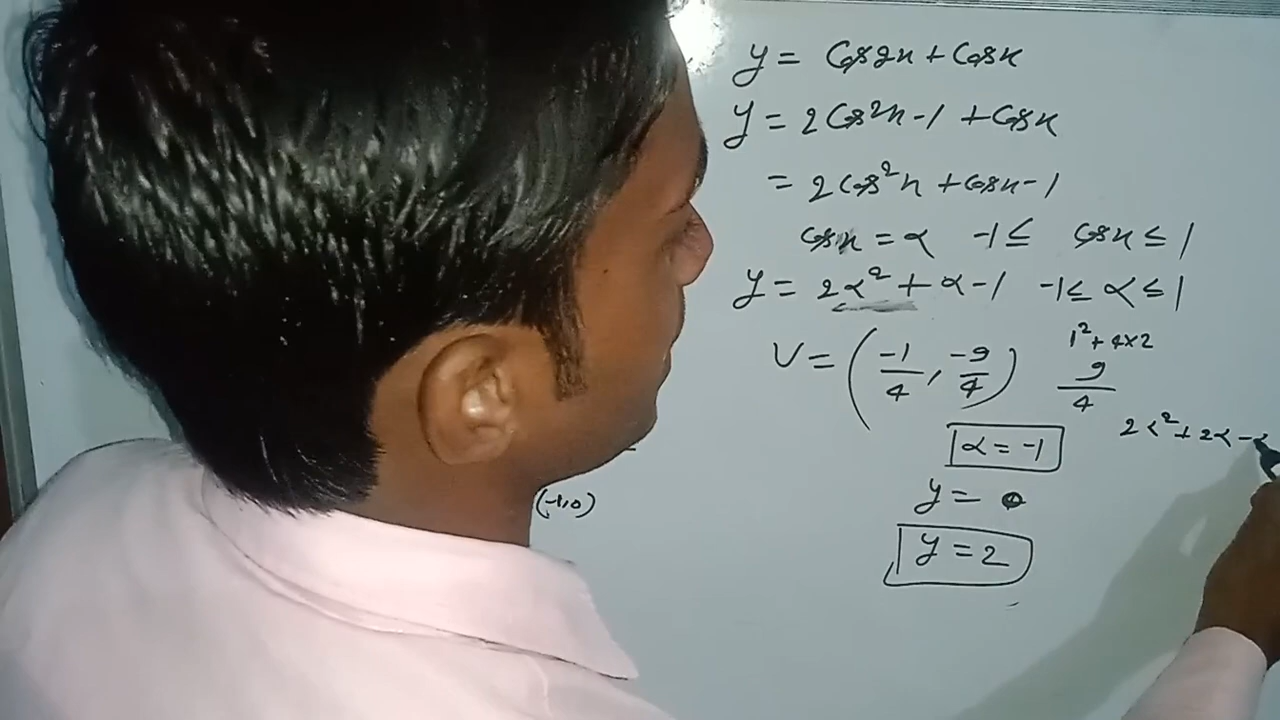 y = Cos2x + Cosx
y = 2Cos²x - 1 + Cosx
= 2Cos²x + Cosx - 1
Cosx = α -1 ≤ Cosx ≤ 1
y = 2α² + α - 1 -1 ≤ α ≤ 1
V = (-1/4, -9/4) 1² + 4×2
9/4
α = -1 2α² + 2α -
y = 0
(-1,0)
y = 2